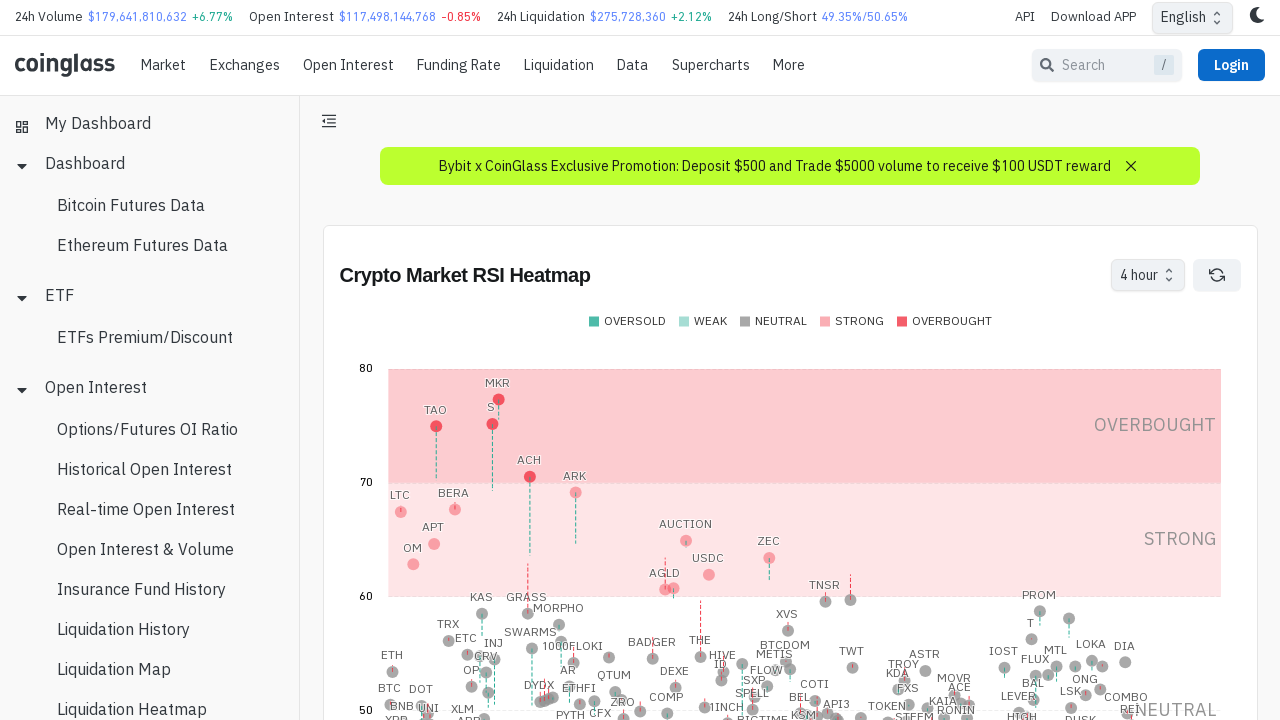 24h Volume $179,641,810,632 +6.77% Open Interest $117,498,144,768 -0.85% 24h Liquidation $275,728,360 +2.12% 24h Long/Short 49.35%/50.65% API Download APP English
coinglass Market Exchanges Open Interest Funding Rate Liquidation Data Supercharts More Search / Login
My Dashboard
Dashboard
Bitcoin Futures Data
Ethereum Futures Data
ETF
ETFs Premium/Discount
Open Interest
Options/Futures OI Ratio
Historical Open Interest
Real-time Open Interest
Open Interest & Volume
Insurance Fund History
Liquidation History
Liquidation Map
Liquidation Heatmap
Bybit x CoinGlass Exclusive Promotion: Deposit $500 and Trade $5000 volume to receive $100 USDT reward
Crypto Market RSI Heatmap
4 hour
OVERSOLD WEAK NEUTRAL STRONG OVERBOUGHT
80
MKR
S
TAO
OVERBOUGHT
ACH
ARK
70
LTC BERA
APT AUCTION
STRONG
OM ZEC
USDC
AGLD
TNSR
60
KAS GRASS PROM
MORPHO
XVS
TRX SWARMS T
ETC INJ 1000FLOKI BADGER THE BTCDOM LOKA DIA
ETH CRV HIVE METIS TWT ASTR IOST MTL
OP AR ID FLOW TROY FLUX
QTUM DEXE KDA
SXP MOVR ONG
BTC DOT DYDX ETHFI COTI FXS ACE BAL LSK
SPELL BEL LEVER COMBO
BNB UNI COMP 1INCH API3 TOKEN KAIA
50 XLM PYTH CFX ZRO KSM RONIN NEUTRAL
STEEM HIGH